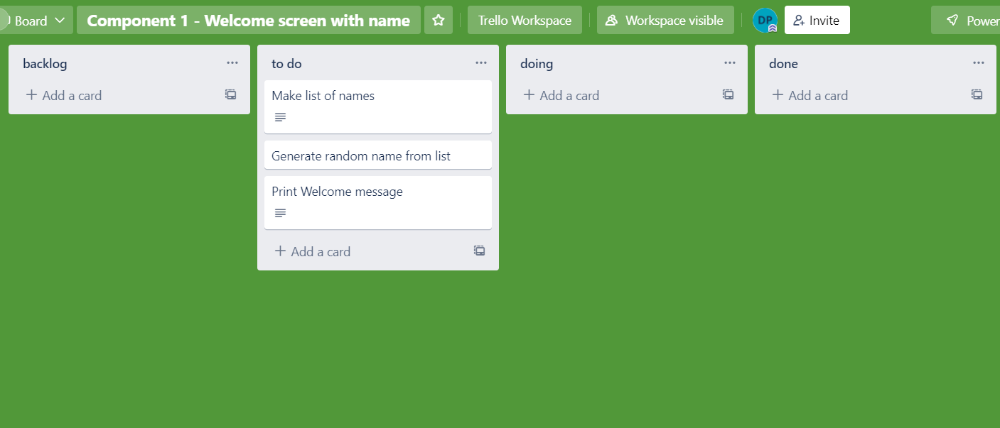 Board
Component 1 - Welcome screen with name
Trello Workspace
Workspace visible
DP
Invite
Power
backlog
Add a card
to do
Make list of names
Generate random name from list
Print Welcome message
Add a card
doing
Add a card
done
Add a card